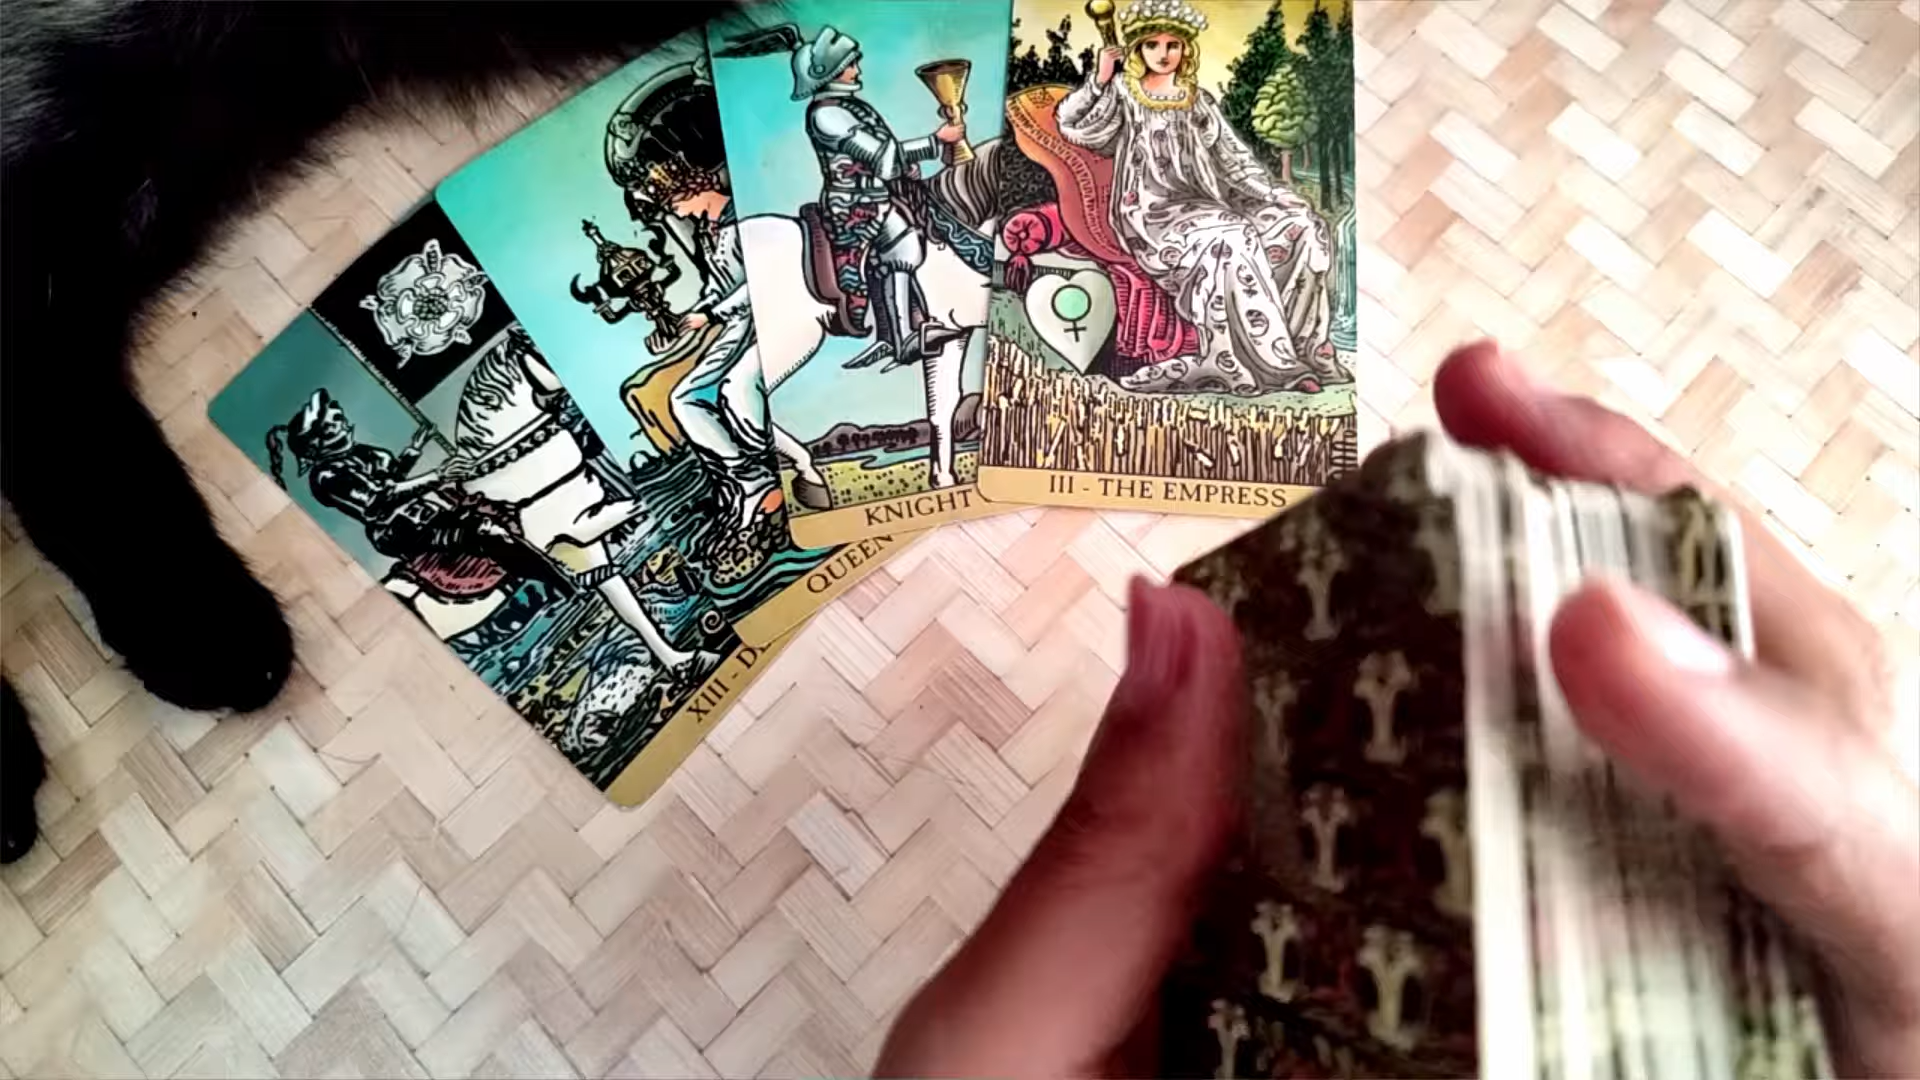 XIII - D
QUEEN
KNIGHT
III - THE EMPRESS